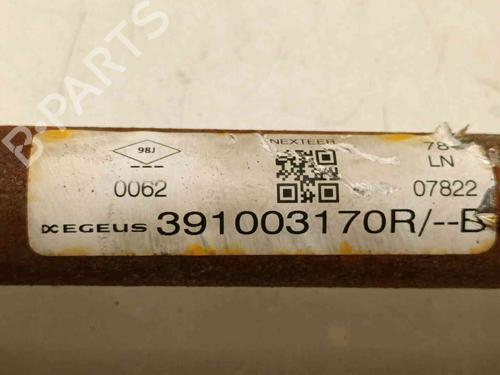 B-PARTS
98J
NEXTEER
78
LN
0062
07822
EGEUS 391003170R/--B